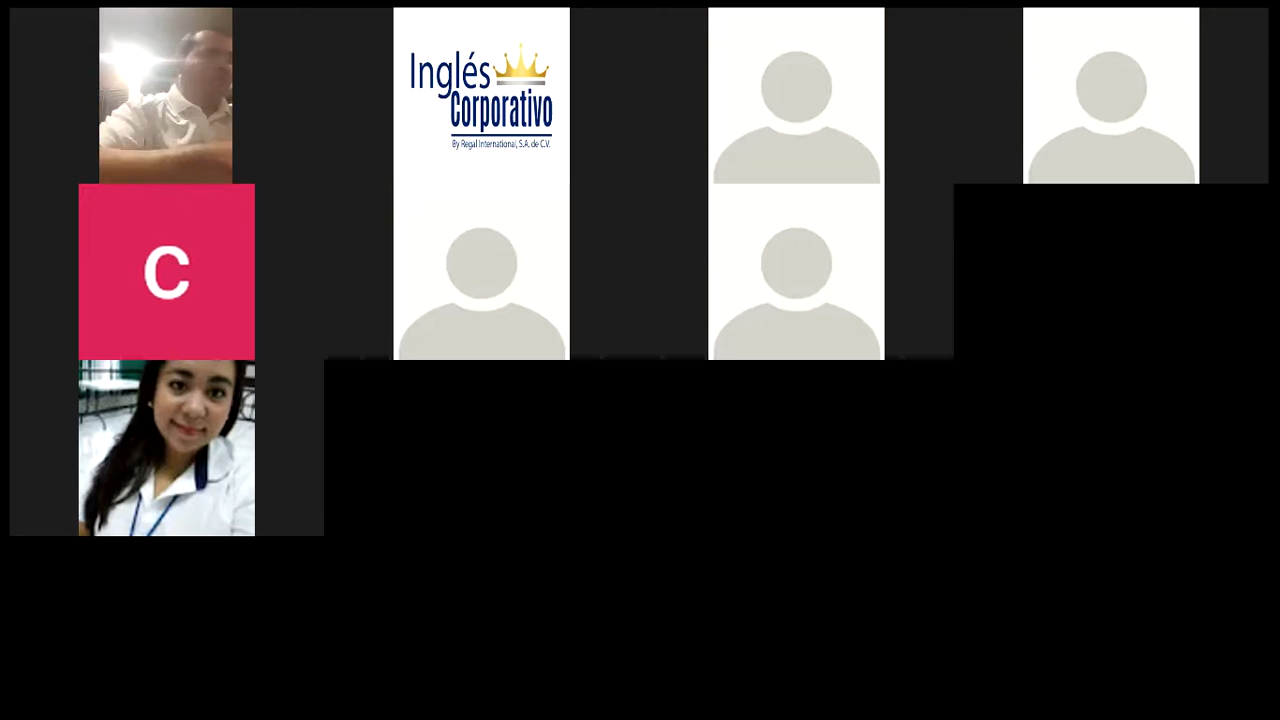 Inglés
Corporativo
By Regal International, S.A. de C.V.
C